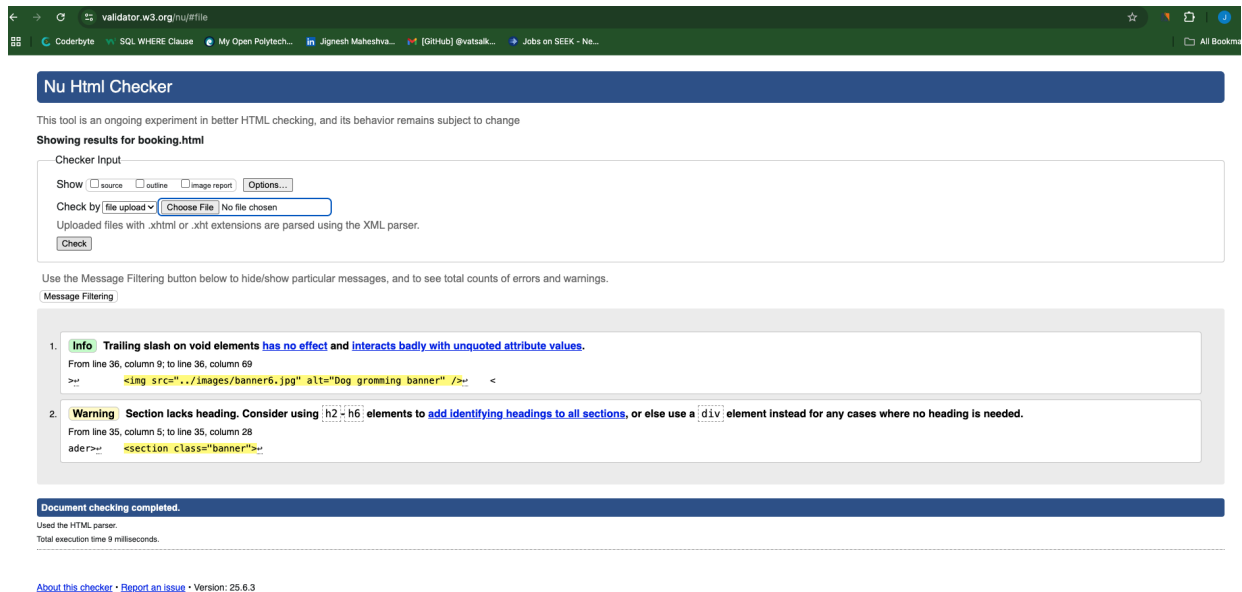 validator.w3.org/nu/#file
Coderbyte SQL WHERE Clause My Open Polytech... Jignesh Maheshva... [GitHub] @vatsalk... Jobs on SEEK - Ne... All Bookma
Nu Html Checker
This tool is an ongoing experiment in better HTML checking, and its behavior remains subject to change
Showing results for booking.html
Checker Input
Show source outline image report Options...
Check by file upload Choose File No file chosen
Uploaded files with .xhtml or .xht extensions are parsed using the XML parser.
Check
Use the Message Filtering button below to hide/show particular messages, and to see total counts of errors and warnings.
Message Filtering
1. Info Trailing slash on void elements has no effect and interacts badly with unquoted attribute values.
From line 36, column 9; to line 36, column 69
>↩ <img src="../images/banner6.jpg" alt="Dog gromming banner" />↩ <
2. Warning Section lacks heading. Consider using h2-h6 elements to add identifying headings to all sections, or else use a div element instead for any cases where no heading is needed.
From line 35, column 5; to line 35, column 28
ader>↩ <section class="banner">↩
Document checking completed.
Used the HTML parser.
Total execution time 9 milliseconds.
About this checker • Report an issue • Version: 25.6.3